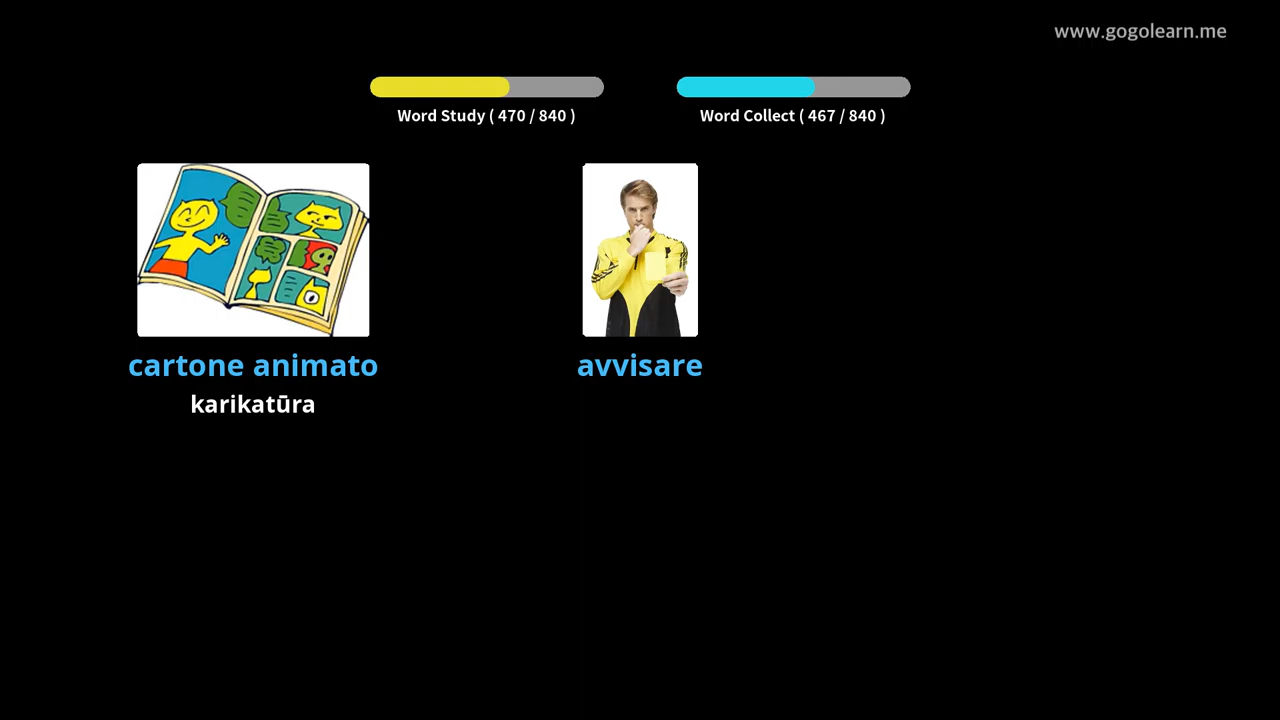 www.gogolearn.me
Word Study ( 470 / 840 )
Word Collect ( 467 / 840 )
cartone animato
karikatūra
avvisare